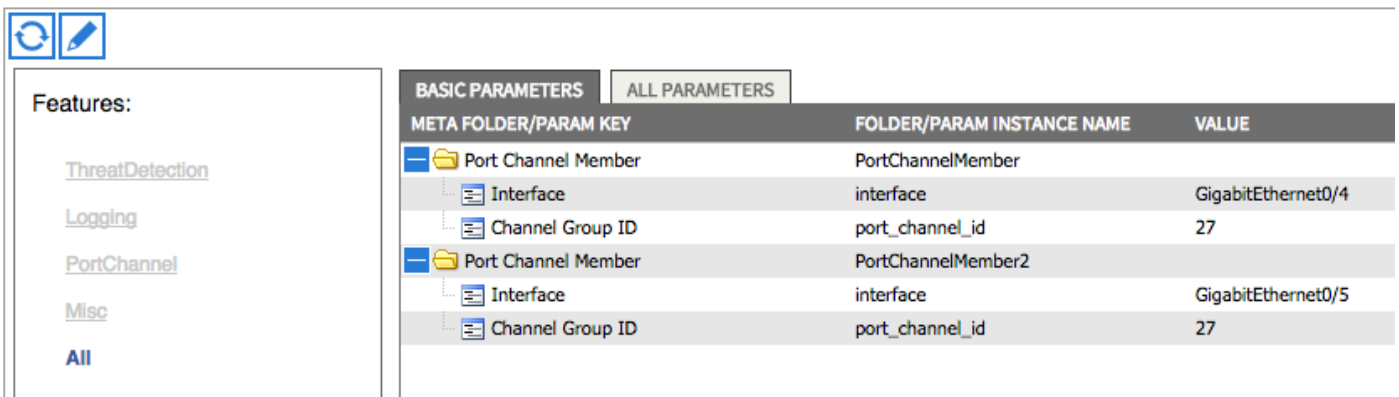 Features:
ThreatDetection
Logging
PortChannel
Misc
All
BASIC PARAMETERS ALL PARAMETERS
META FOLDER/PARAM KEY FOLDER/PARAM INSTANCE NAME VALUE
Port Channel Member PortChannelMember
Interface interface GigabitEthernet0/4
Channel Group ID port_channel_id 27
Port Channel Member PortChannelMember2
Interface interface GigabitEthernet0/5
Channel Group ID port_channel_id 27